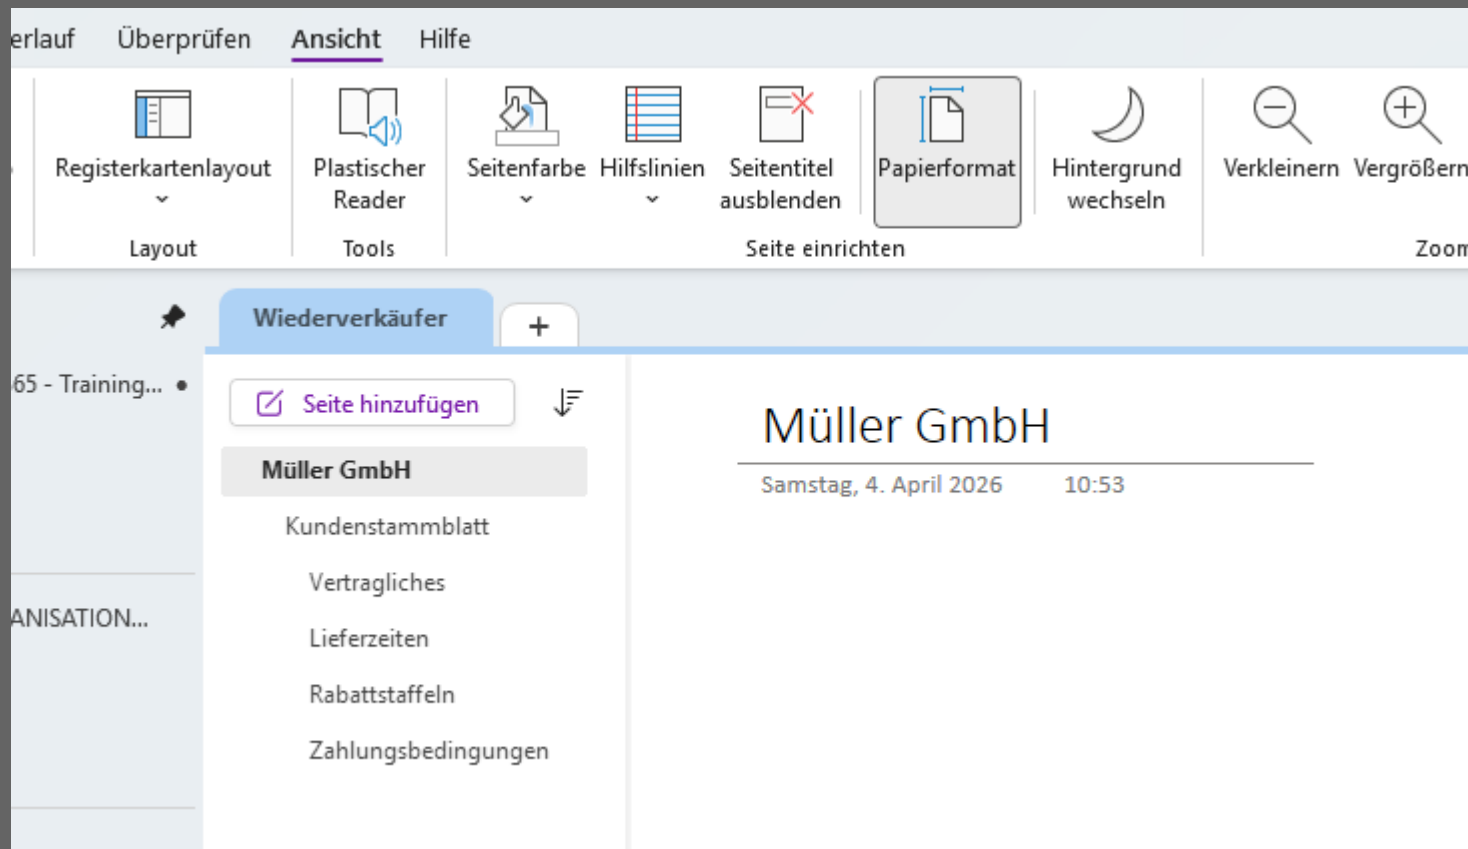 erlauf Überprüfen Ansicht Hilfe
Registerkartenlayout Plastischer Reader Seitenfarbe Hilfslinien Seitentitel ausblenden Papierformat Hintergrund wechseln Verkleinern Vergrößern
Layout Tools Seite einrichten Zoom
Wiederverkäufer +
65 - Training...
Seite hinzufügen
Müller GmbH
Kundenstammblatt
Vertragliches
ANISATION...
Lieferzeiten
Rabattstaffeln
Zahlungsbedingungen
Müller GmbH
Samstag, 4. April 2026 10:53